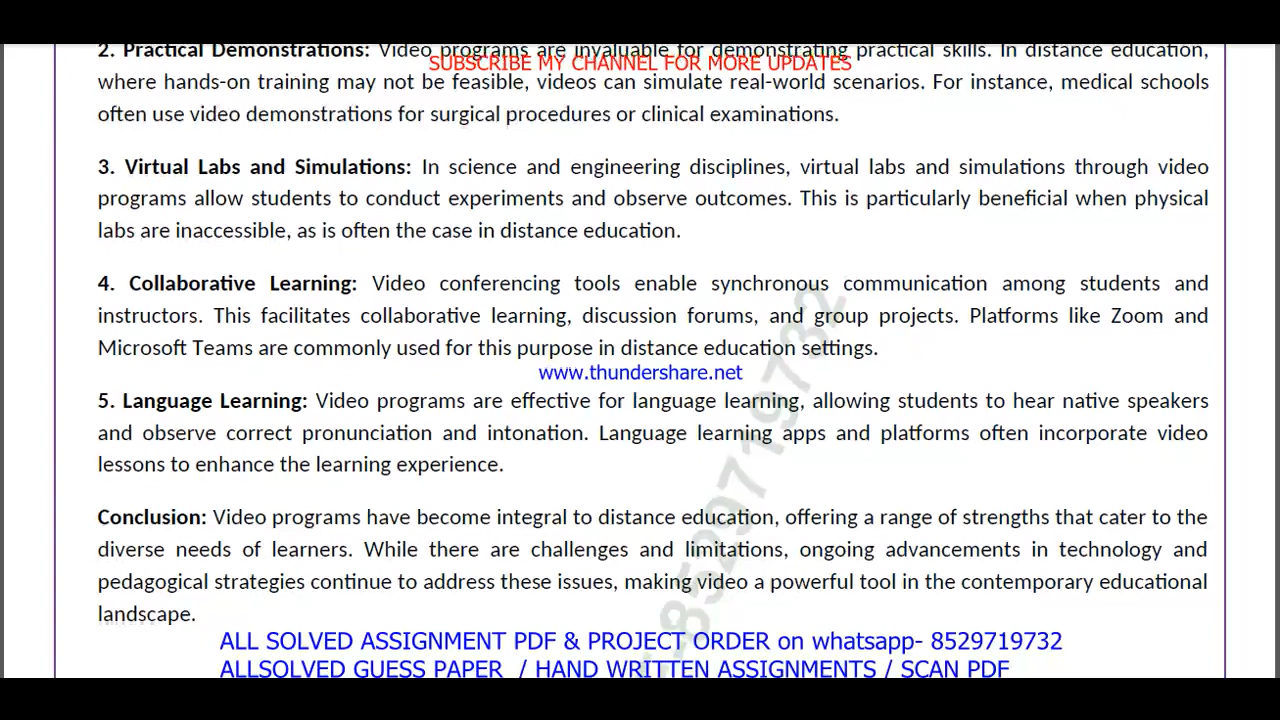 2. Practical Demonstrations: Video programs are invaluable for demonstrating practical skills. In distance education,
SUBSCRIBE MY CHANNEL FOR MORE UPDATES
where hands-on training may not be feasible, videos can simulate real-world scenarios. For instance, medical schools
often use video demonstrations for surgical procedures or clinical examinations.
3. Virtual Labs and Simulations: In science and engineering disciplines, virtual labs and simulations through video
programs allow students to conduct experiments and observe outcomes. This is particularly beneficial when physical
labs are inaccessible, as is often the case in distance education.
4. Collaborative Learning: Video conferencing tools enable synchronous communication among students and
instructors. This facilitates collaborative learning, discussion forums, and group projects. Platforms like Zoom and
Microsoft Teams are commonly used for this purpose in distance education settings.
www.thundershare.net
5. Language Learning: Video programs are effective for language learning, allowing students to hear native speakers
and observe correct pronunciation and intonation. Language learning apps and platforms often incorporate video
lessons to enhance the learning experience.
Conclusion: Video programs have become integral to distance education, offering a range of strengths that cater to the
diverse needs of learners. While there are challenges and limitations, ongoing advancements in technology and
pedagogical strategies continue to address these issues, making video a powerful tool in the contemporary educational
landscape.
8529719732
ALL SOLVED ASSIGNMENT PDF & PROJECT ORDER on whatsapp- 8529719732
ALLSOLVED GUESS PAPER / HAND WRITTEN ASSIGNMENTS / SCAN PDF